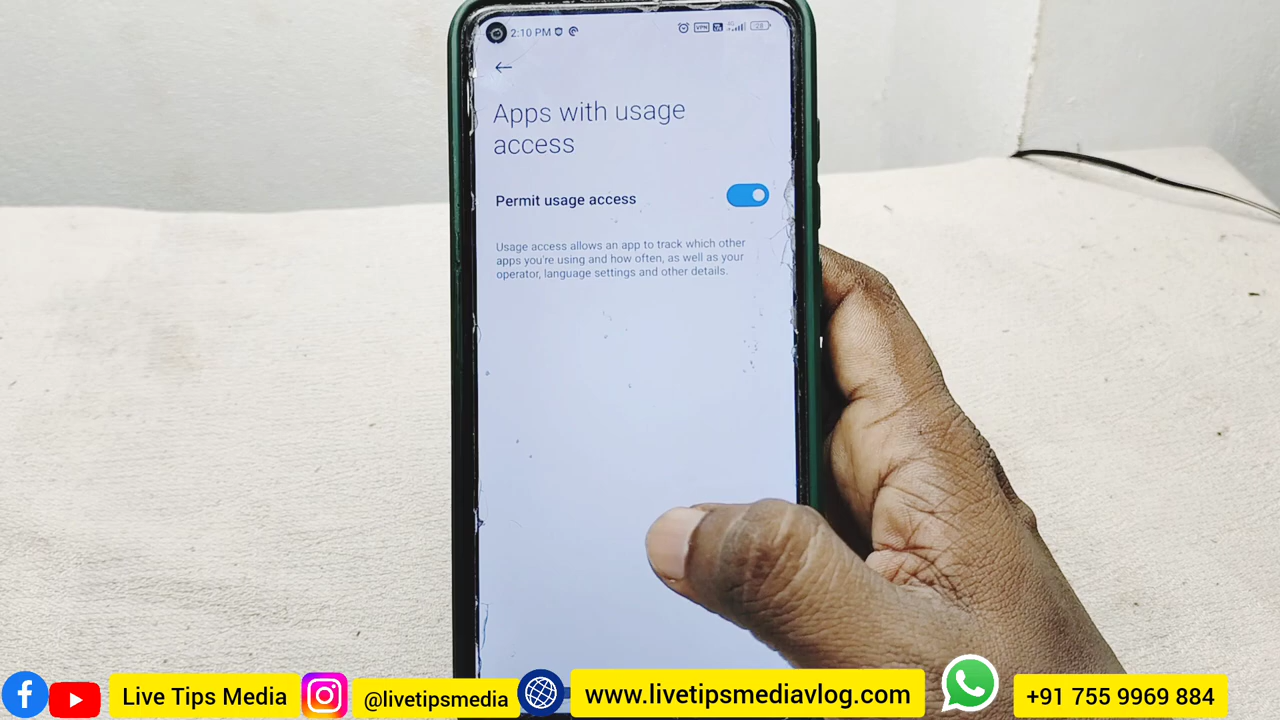 2:10 PM
VPN
28
Apps with usage
access
Permit usage access
Usage access allows an app to track which other
apps you're using and how often, as well as your
operator, language settings and other details.
Live Tips Media
@livetipsmedia
www.livetipsmediavlog.com
+91 755 9969 884